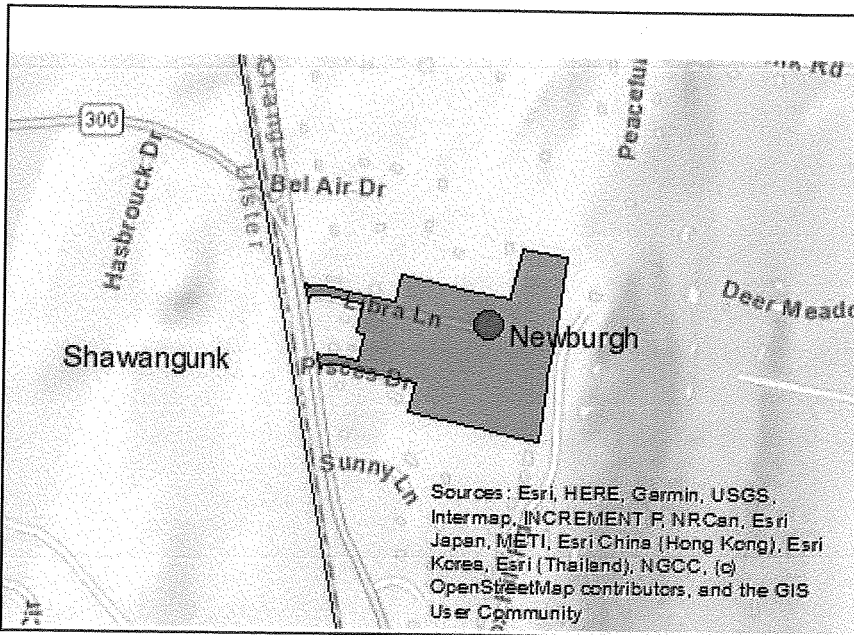 Orange
Ulster
300
Hasbrouck Dr
Bel Air Dr
Peaceful
Rd
Libra Ln
Newburgh
Deer Meado
Shawangunk
Pisces Dr
Sunny Ln
Sources: Esri, HERE, Garmin, USGS,
Intermap, INCREMENT P, NRCan, Esri
Japan, METI, Esri China (Hong Kong), Esri
Korea, Esri (Thailand), NGCC, (c)
OpenStreetMap contributors, and the GIS
User Community